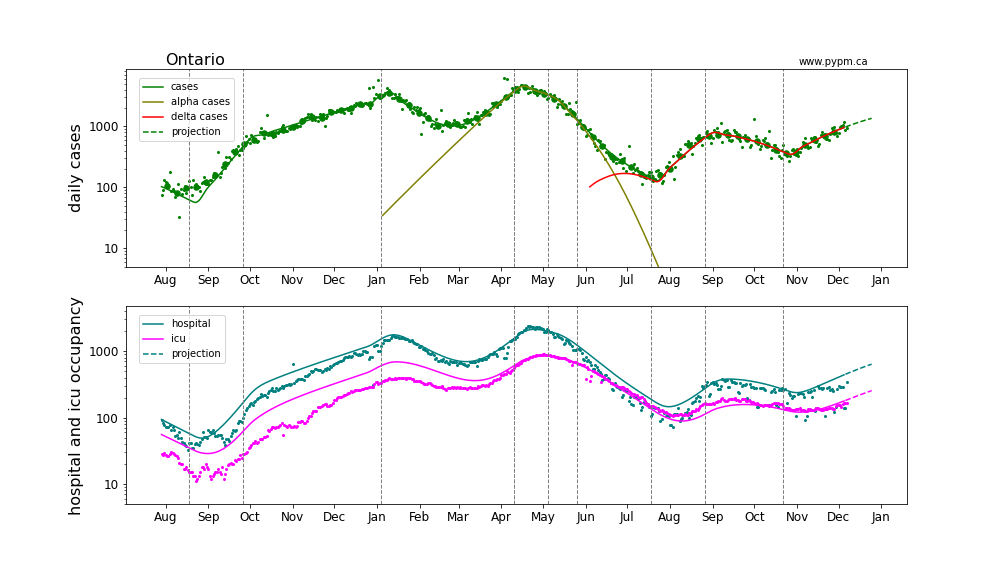 Ontario
www.pypm.ca
cases
alpha cases
delta cases
projection
daily cases
1000
100
10
Aug Sep Oct Nov Dec Jan Feb Mar Apr May Jun Jul Aug Sep Oct Nov Dec Jan
hospital
icu
projection
hospital and icu occupancy
1000
100
10
Aug Sep Oct Nov Dec Jan Feb Mar Apr May Jun Jul Aug Sep Oct Nov Dec Jan